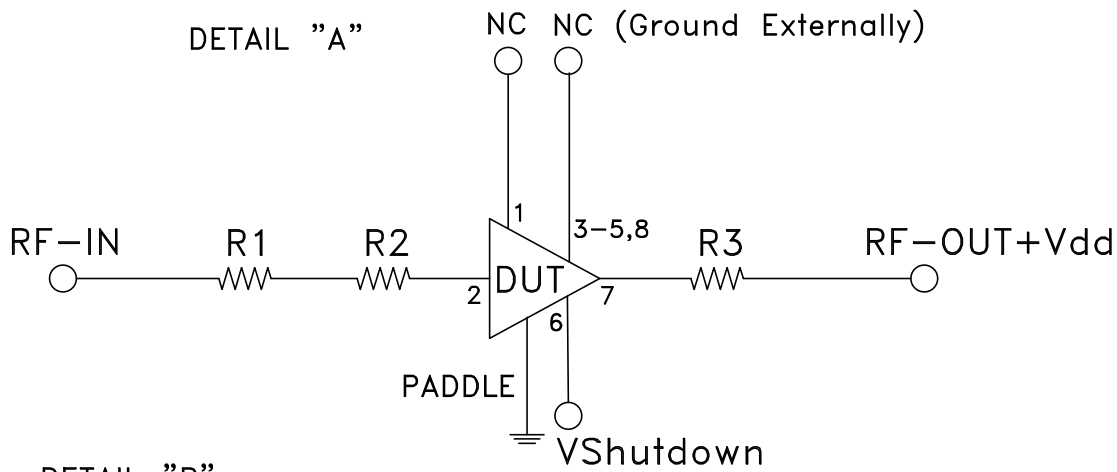 DETAIL "A"
NC
NC (Ground Externally)
1
3-5,8
RF-IN
R1
R2
R3
RF-OUT+Vdd
2
DUT
7
6
PADDLE
VShutdown
DETAIL "B"